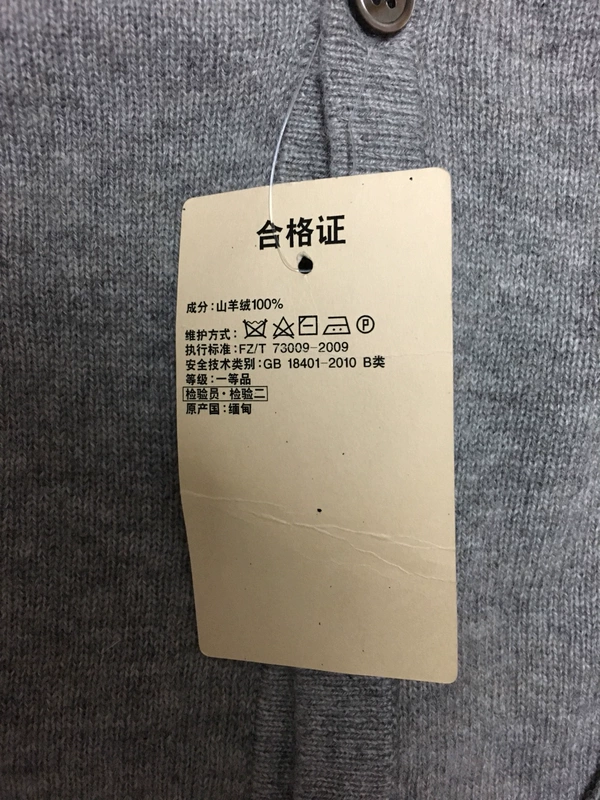 合格证
成分:山羊绒100%
维护方式:
P
执行标准:FZ/T 73009-2009
安全技术类别:GB 18401-2010 B类
等级:一等品
检验员·检验二
原产国:缅甸